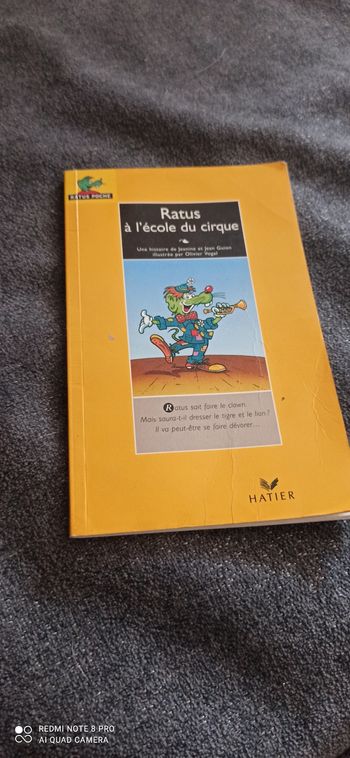 RATUS POCHE
Ratus
à l'école du cirque
Une histoire de Jeanine et Jean Guion
illustrée par Olivier Vogel
Ratus sait faire le clown.
Mais saura-t-il dresser le tigre et le lion ?
Il va peut-être se faire dévorer...
HATIER
REDMI NOTE 8 PRO
AI QUAD CAMERA